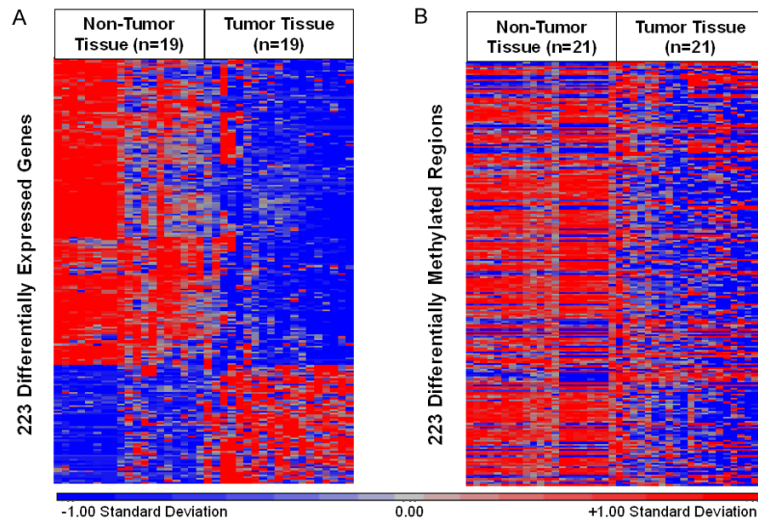 A
Non-Tumor
Tissue (n=19)
Tumor Tissue
(n=19)
223 Differentially Expressed Genes
B
Non-Tumor
Tissue (n=21)
Tumor Tissue
(n=21)
223 Differentially Methylated Regions
-1.00 Standard Deviation
0.00
+1.00 Standard Deviation